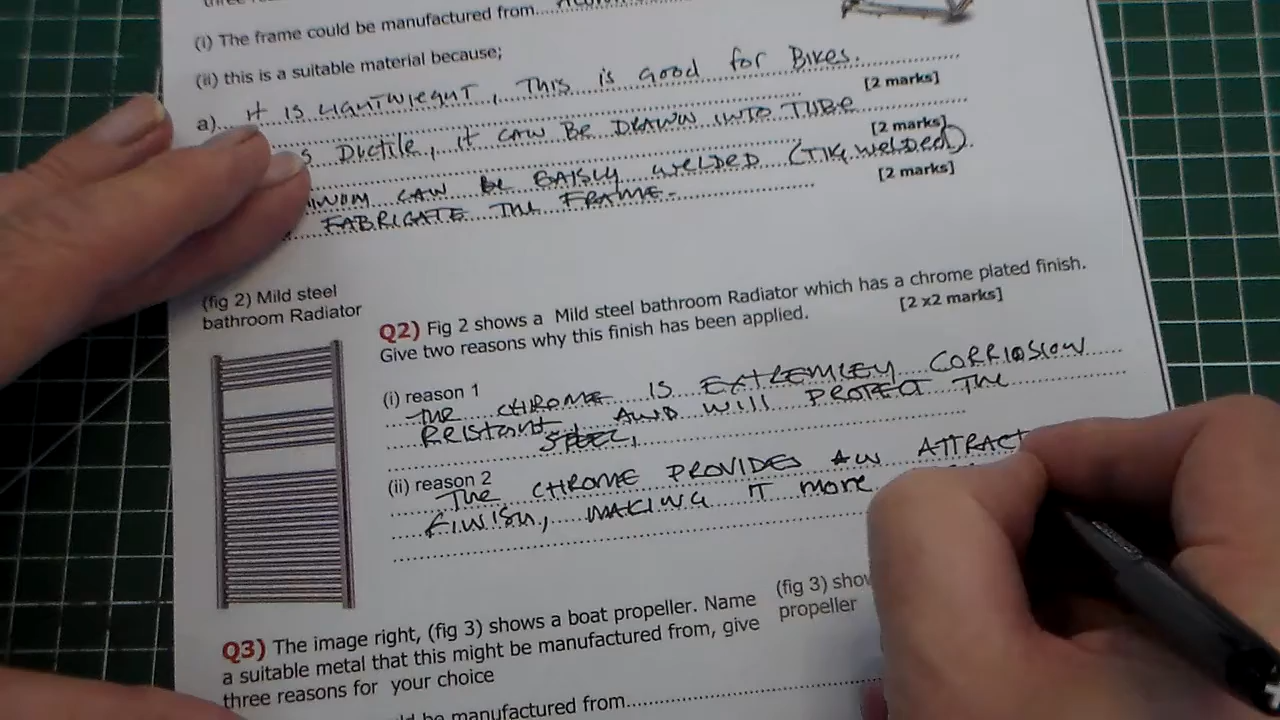 (i) The frame could be manufactured from
(ii) this is a suitable material because;
a) it is LIGHTWIEGHT, THIS is GOOD for BIKES.
[2 marks]
s DUCTILE, it CAN BE DRAWN INTO TUBE
[2 marks]
INUM CAN BE EAISLY WELDED (TIG WELDED).
[2 marks]
FABRICATE THE FRAME.
(fig 2) Mild steel
bathroom Radiator
Q2) Fig 2 shows a Mild steel bathroom Radiator which has a chrome plated finish.
Give two reasons why this finish has been applied.
[2 x2 marks]
(i) reason 1
THE CHROME IS EXTREMLEY CORRIOSION
RESISTANT AND WILL PROTECT THE
STEEL.
(ii) reason 2
THE CHROME PROVIDES AN ATTRACT
FINISH, MAKING IT MORE
Q3) The image right, (fig 3) shows a boat propeller. Name
a suitable metal that this might be manufactured from, give
three reasons for your choice
(fig 3) show
propeller
be manufactured from